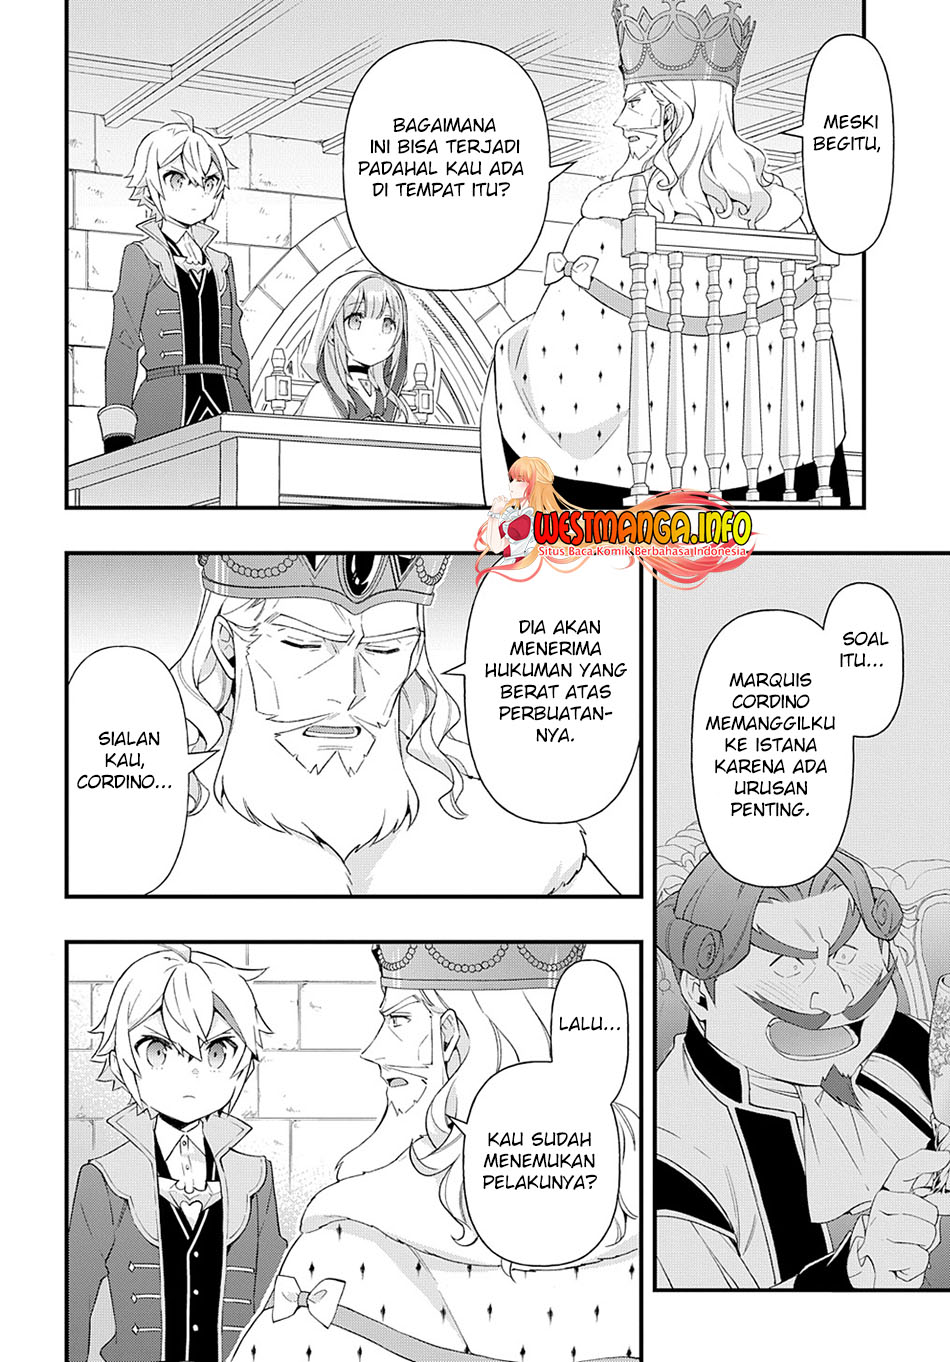 MESKI
BEGITU,
BAGAIMANA
INI BISA TERJADI
PADAHAL KAU ADA
DI TEMPAT ITU?
WESTMANGA.INFO
Situs Baca Komik Berbahasa Indonesia
SOAL
ITU...
MARQUIS
CORDINO
MEMANGGILKU
KE ISTANA
KARENA ADA
URUSAN
PENTING.
DIA AKAN
MENERIMA
HUKUMAN YANG
BERAT ATAS
PERBUATAN-
NYA.
SIALAN
KAU,
CORDINO...
LALU...
KAU SUDAH
MENEMUKAN
PELAKUNYA?